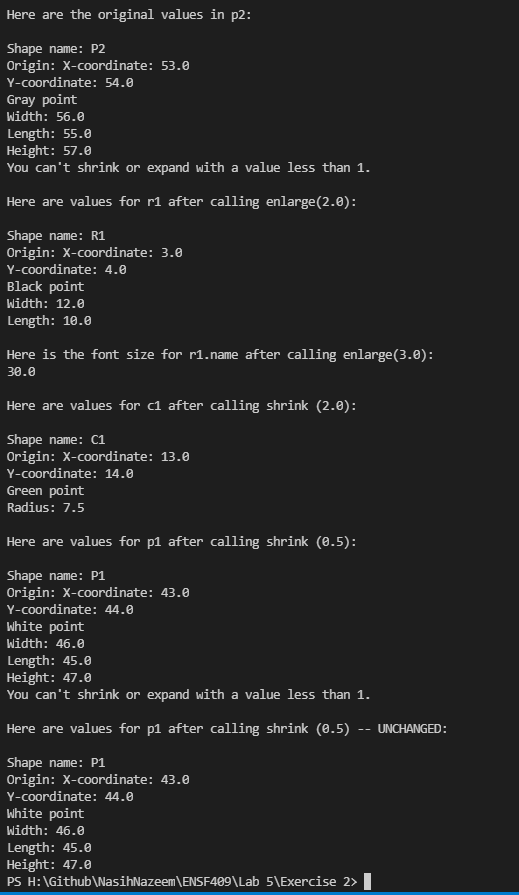 Here are the original values in p2:
Shape name: P2
Origin: X-coordinate: 53.0
Y-coordinate: 54.0
Gray point
Width: 56.0
Length: 55.0
Height: 57.0
You can't shrink or expand with a value less than 1.
Here are values for r1 after calling enlarge(2.0):
Shape name: R1
Origin: X-coordinate: 3.0
Y-coordinate: 4.0
Black point
Width: 12.0
Length: 10.0
Here is the font size for r1.name after calling enlarge(3.0):
30.0
Here are values for c1 after calling shrink (2.0):
Shape name: C1
Origin: X-coordinate: 13.0
Y-coordinate: 14.0
Green point
Radius: 7.5
Here are values for p1 after calling shrink (0.5):
Shape name: P1
Origin: X-coordinate: 43.0
Y-coordinate: 44.0
White point
Width: 46.0
Length: 45.0
Height: 47.0
You can't shrink or expand with a value less than 1.
Here are values for p1 after calling shrink (0.5) -- UNCHANGED:
Shape name: P1
Origin: X-coordinate: 43.0
Y-coordinate: 44.0
White point
Width: 46.0
Length: 45.0
Height: 47.0
PS H:\Github\NasihNazeem\ENSF409\Lab 5\Exercise 2>